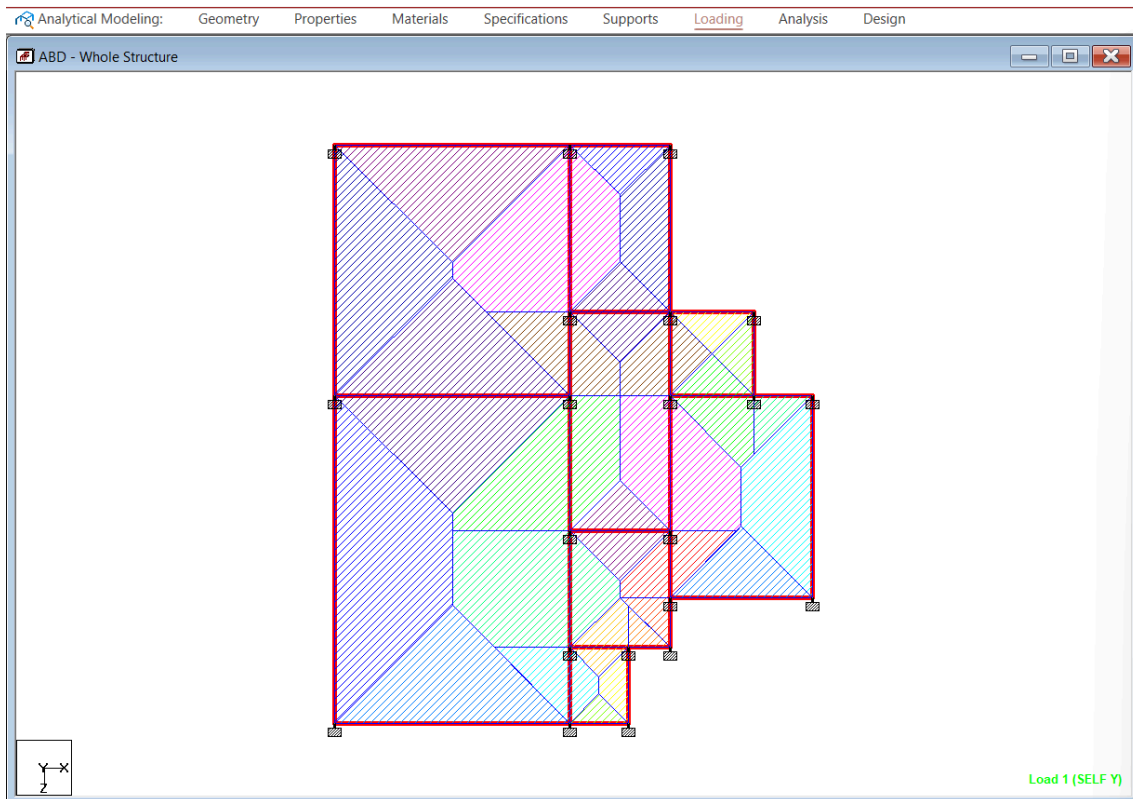 Analytical Modeling: Geometry Properties Materials Specifications Supports Loading Analysis Design
ABD - Whole Structure
Y X
Z
Load 1 (SELF Y)